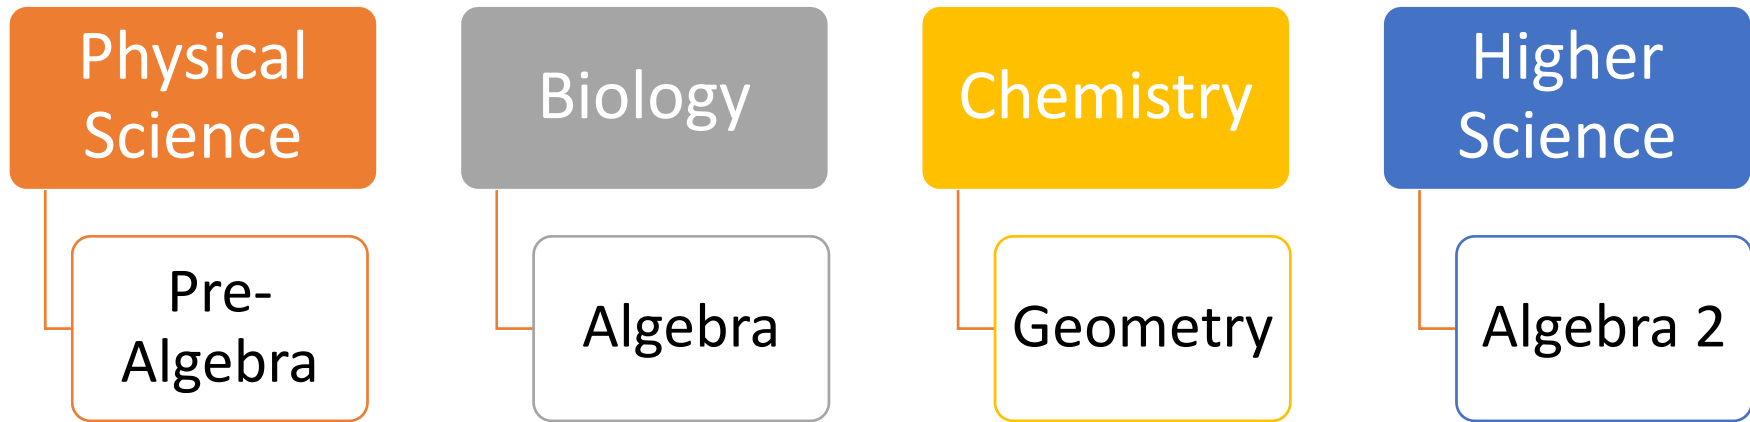 Physical
Science
Pre-
Algebra
Biology
Algebra
Chemistry
Geometry
Higher
Science
Algebra 2